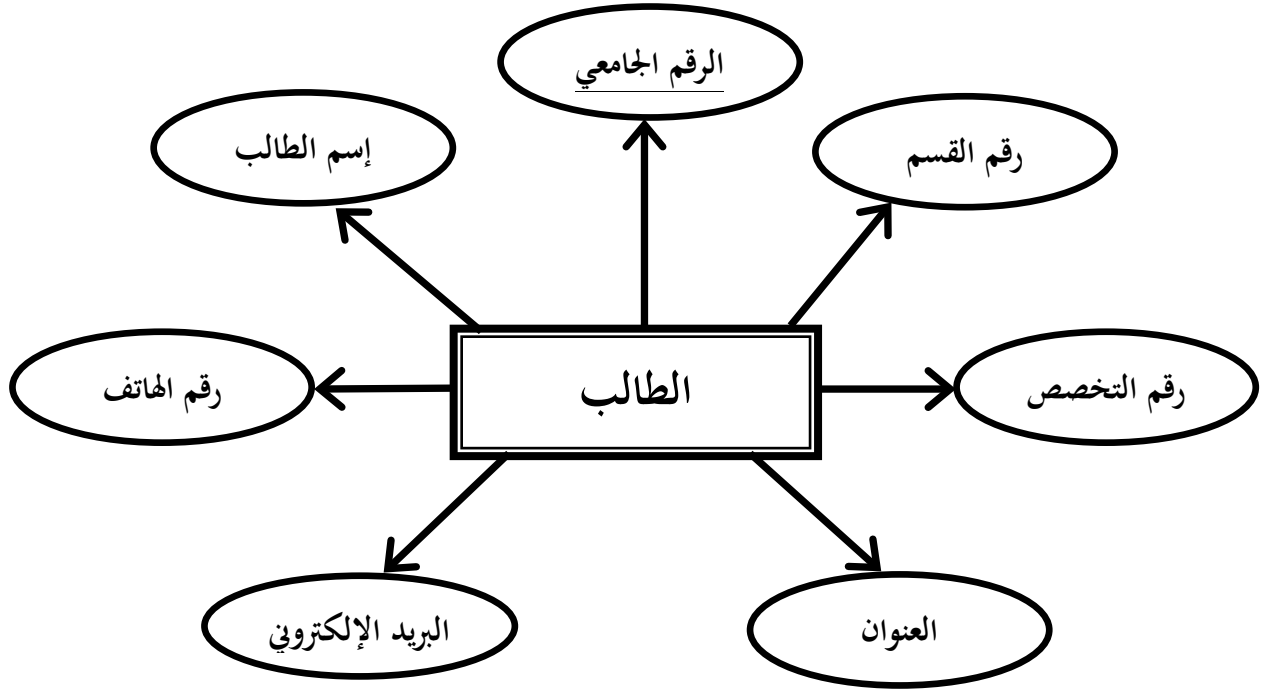 الرقم الجامعي
رقم القسم
إسم الطالب
رقم التخصص
الطالب
رقم الهاتف
العنوان
البريد الإلكتروني